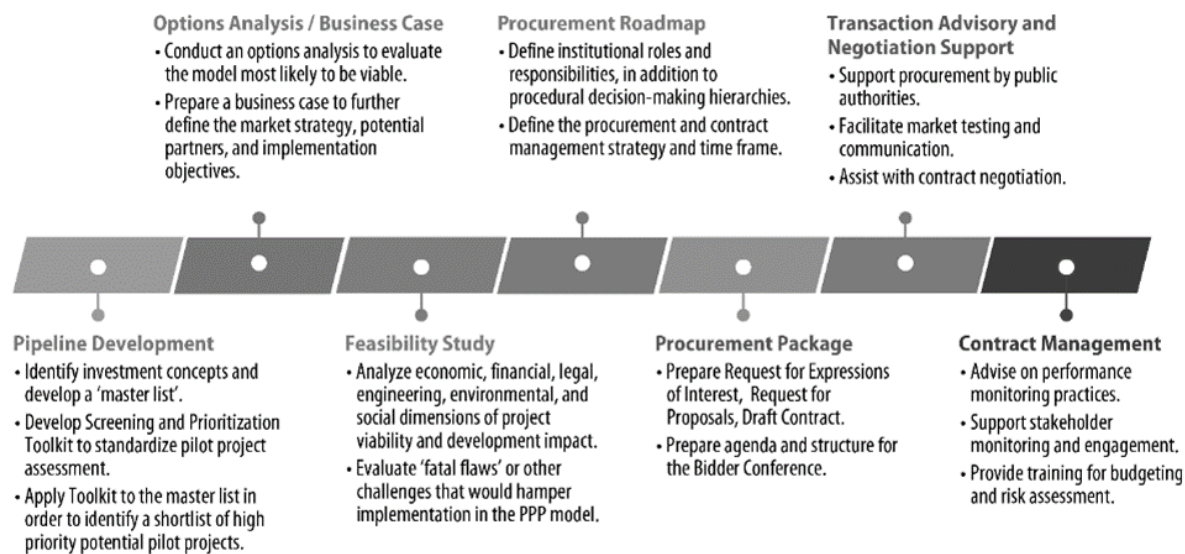 Options Analysis / Business Case
• Conduct an options analysis to evaluate
the model most likely to be viable.
• Prepare a business case to further
define the market strategy, potential
partners, and implementation
objectives.
Procurement Roadmap
• Define institutional roles and
responsibilities, in addition to
procedural decision-making hierarchies.
• Define the procurement and contract
management strategy and time frame.
Transaction Advisory and
Negotiation Support
• Support procurement by public
authorities.
• Facilitate market testing and
communication.
• Assist with contract negotiation.
Pipeline Development
• Identify investment concepts and
develop a ‘master list’.
• Develop Screening and Prioritization
Toolkit to standardize pilot project
assessment.
• Apply Toolkit to the master list in
order to identify a shortlist of high
priority potential pilot projects.
Feasibility Study
• Analyze economic, financial, legal,
engineering, environmental, and
social dimensions of project
viability and development impact.
• Evaluate ‘fatal flaws’ or other
challenges that would hamper
implementation in the PPP model.
Procurement Package
• Prepare Request for Expressions
of Interest, Request for
Proposals, Draft Contract.
• Prepare agenda and structure for
the Bidder Conference.
Contract Management
• Advise on performance
monitoring practices.
• Support stakeholder
monitoring and engagement.
• Provide training for budgeting
and risk assessment.